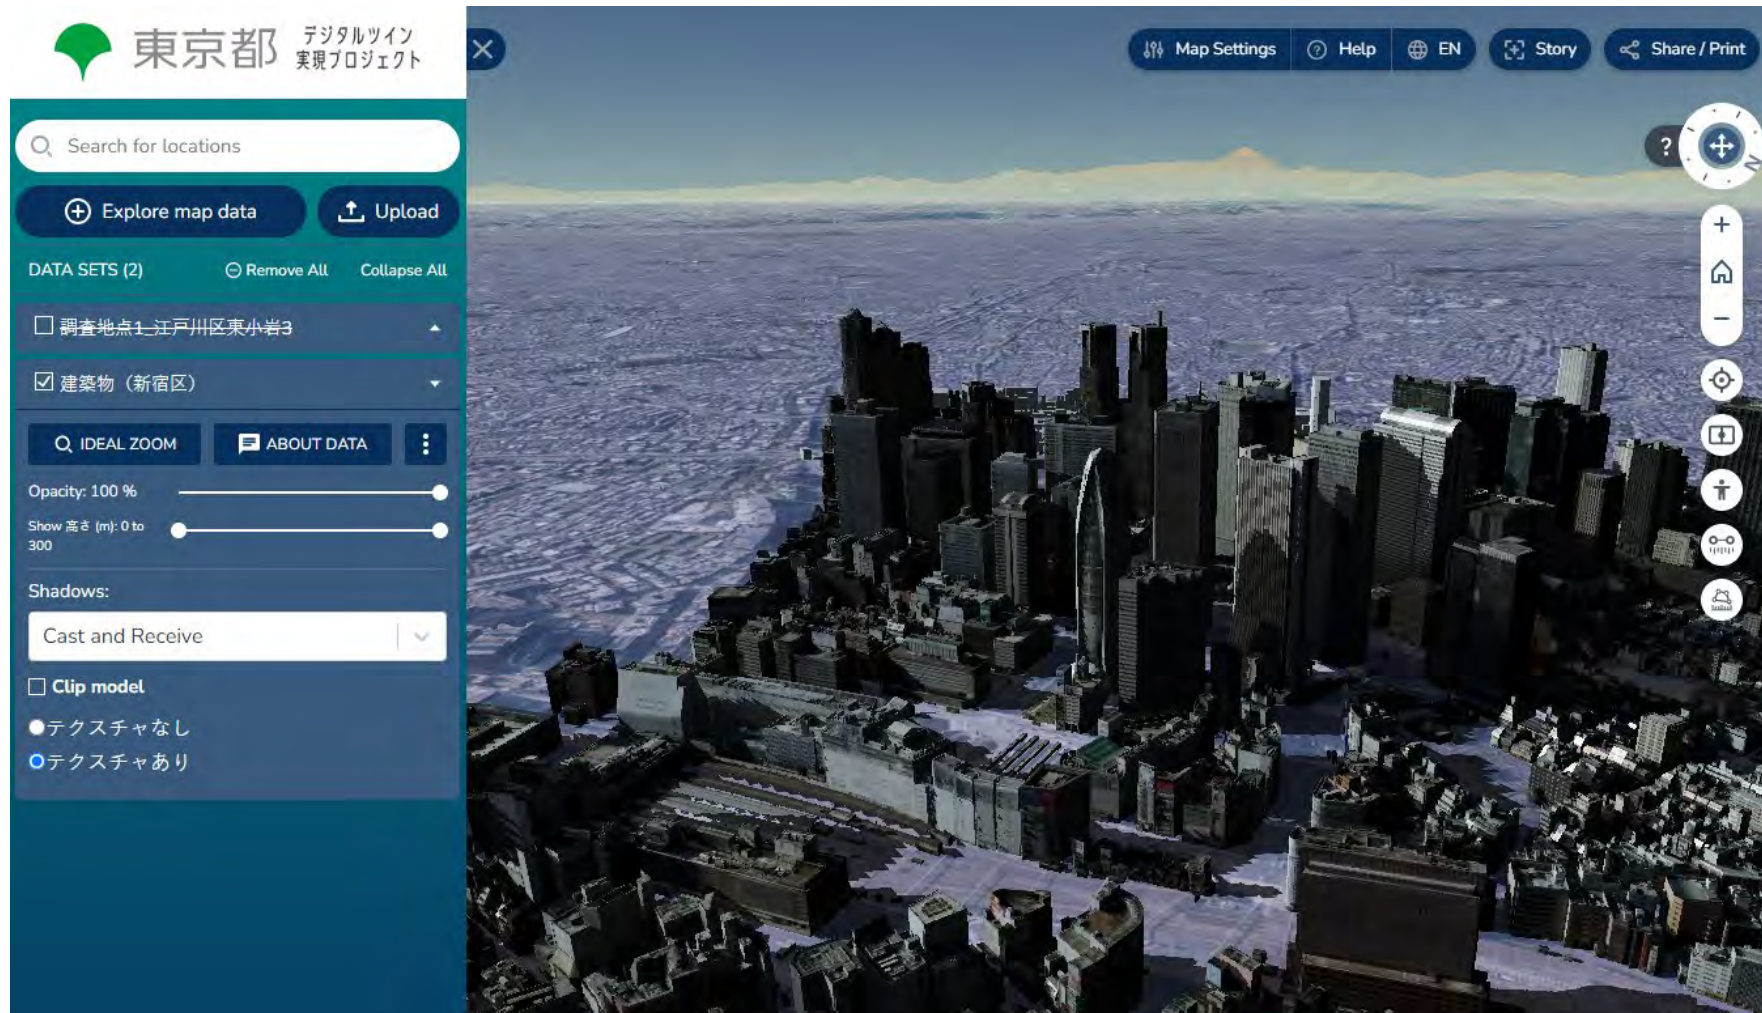 東京都
デジタルツイン
実現プロジェクト
Map Settings
Help
EN
Story
Share / Print
Search for locations
?
N
Explore map data
Upload
DATA SETS (2)
Remove All
Collapse All
調査地点1_江戸川区東小岩3
建築物（新宿区）
IDEAL ZOOM
ABOUT DATA
Opacity: 100 %
Show 高さ (m): 0 to
300
Shadows:
Cast and Receive
Clip model
テクスチャなし
テクスチャあり